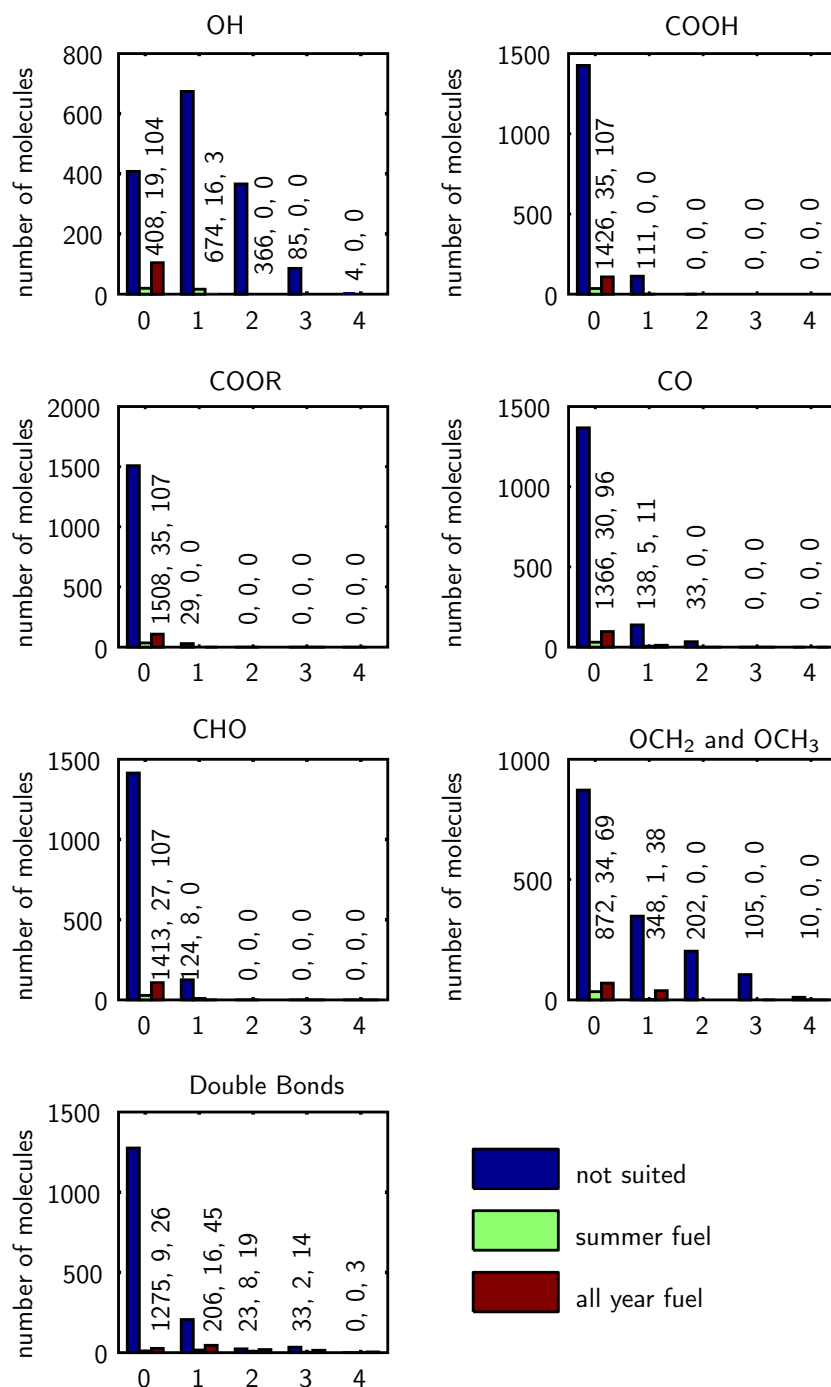 OH
number of molecules
800
600
400
200
0
408, 19, 104
674, 16, 3
366, 0, 0
85, 0, 0
4, 0, 0
0 1 2 3 4
COOH
number of molecules
1500
1000
500
0
1426, 35, 107
111, 0, 0
0, 0, 0
0, 0, 0
0, 0, 0
0 1 2 3 4
COOR
number of molecules
2000
1500
1000
500
0
1508, 35, 107
29, 0, 0
0, 0, 0
0, 0, 0
0, 0, 0
0 1 2 3 4
CO
number of molecules
1500
1000
500
0
1366, 30, 96
138, 5, 11
33, 0, 0
0, 0, 0
0, 0, 0
0 1 2 3 4
CHO
number of molecules
1500
1000
500
0
1413, 27, 107
124, 8, 0
0, 0, 0
0, 0, 0
0, 0, 0
0 1 2 3 4
OCH₂ and OCH₃
number of molecules
1000
500
0
872, 34, 69
348, 1, 38
202, 0, 0
105, 0, 0
10, 0, 0
0 1 2 3 4
Double Bonds
number of molecules
1500
1000
500
0
1275, 9, 26
206, 16, 45
23, 8, 19
33, 2, 14
0, 0, 3
0 1 2 3 4
not suited
summer fuel
all year fuel